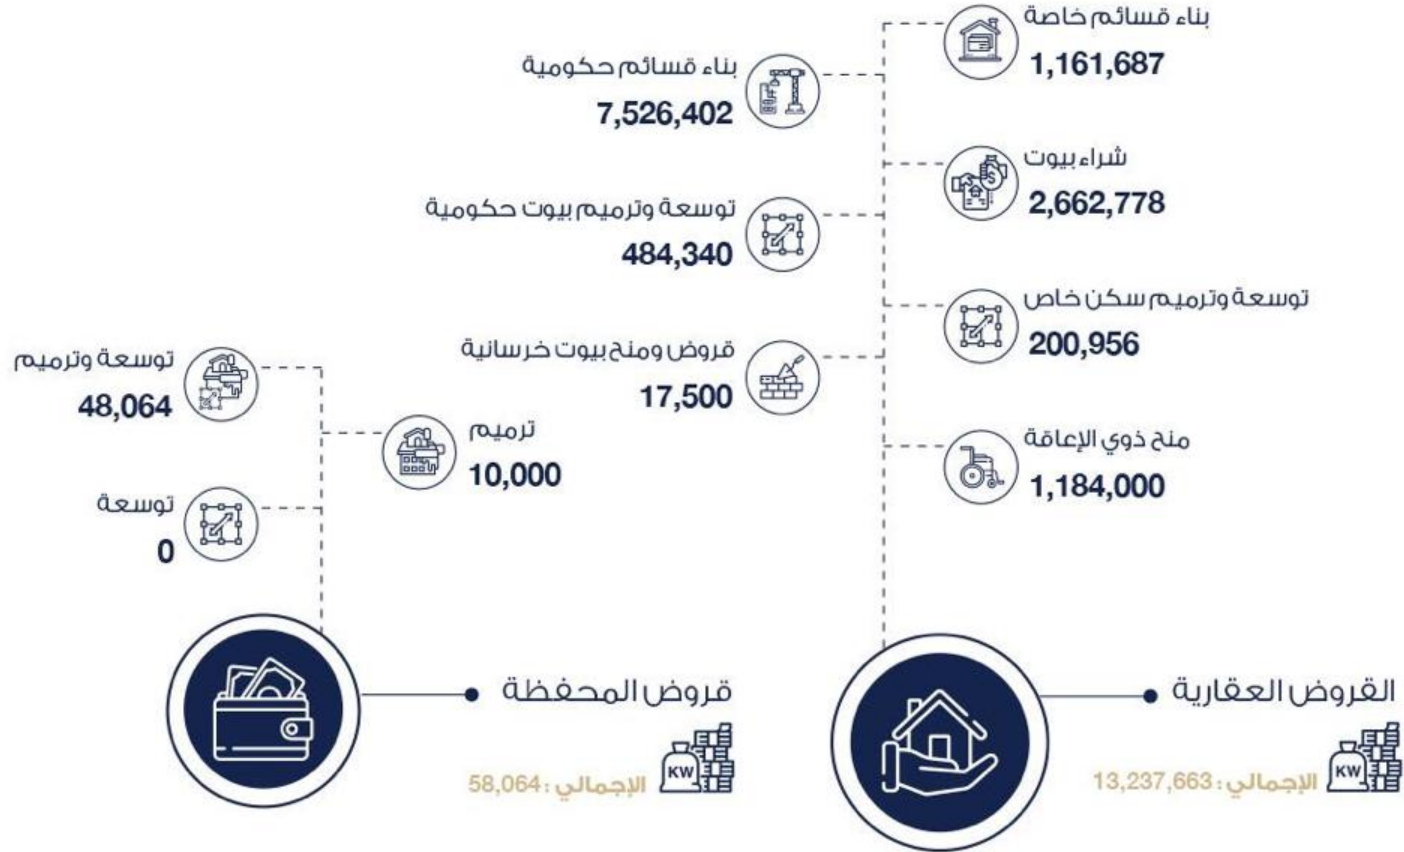 بناء قسائم خاصة
1,161,687
بناء قسائم حكومية
7,526,402
شراء بيوت
2,662,778
توسعة وترميم بيوت حكومية
484,340
توسعة وترميم سكن خاص
200,956
قروض ومنح بيوت خرسانية
17,500
منح ذوي الإعاقة
1,184,000
توسعة وترميم
48,064
ترميم
10,000
توسعة
0
القروض العقارية
KW
الإجمالي : 13,237,663
قروض المحفظة
KW
الإجمالي : 58,064